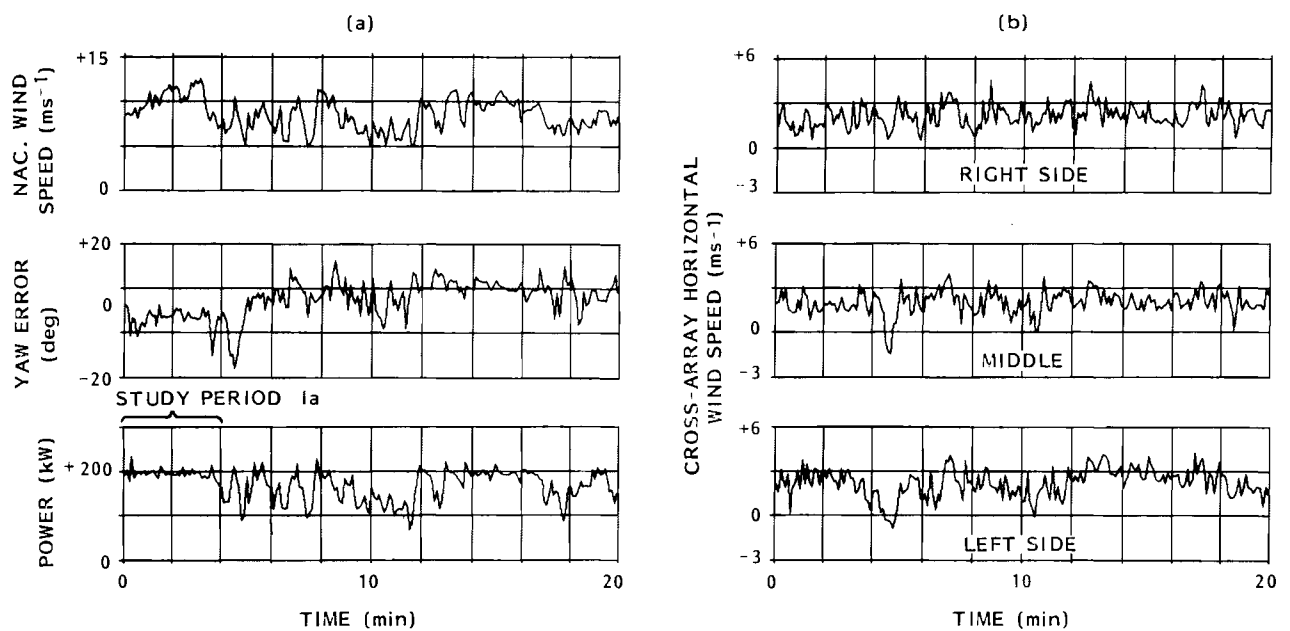 (a)
NAC. WIND
SPEED (ms⁻¹)
+15
0
YAW ERROR
(deg)
+20
0
-20
STUDY PERIOD Ia
POWER (kW)
+200
0
0
10
20
TIME (min)
(b)
CROSS-ARRAY HORIZONTAL
WIND SPEED (ms-1)
+6
0
-3
RIGHT SIDE
+6
0
-3
MIDDLE
+6
0
-3
LEFT SIDE
0
10
20
TIME (min)